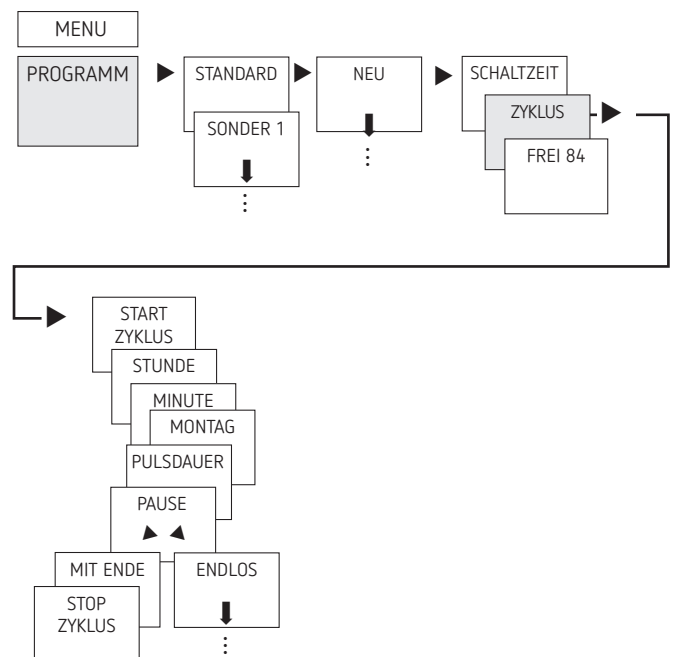 MENU
PROGRAMM
STANDARD
SONDER 1
NEU
SCHALTZEIT
ZYKLUS
FREI 84
START
ZYKLUS
STUNDE
MINUTE
MONTAG
PULSDAUER
PAUSE
MIT ENDE
ENDLOS
STOP
ZYKLUS